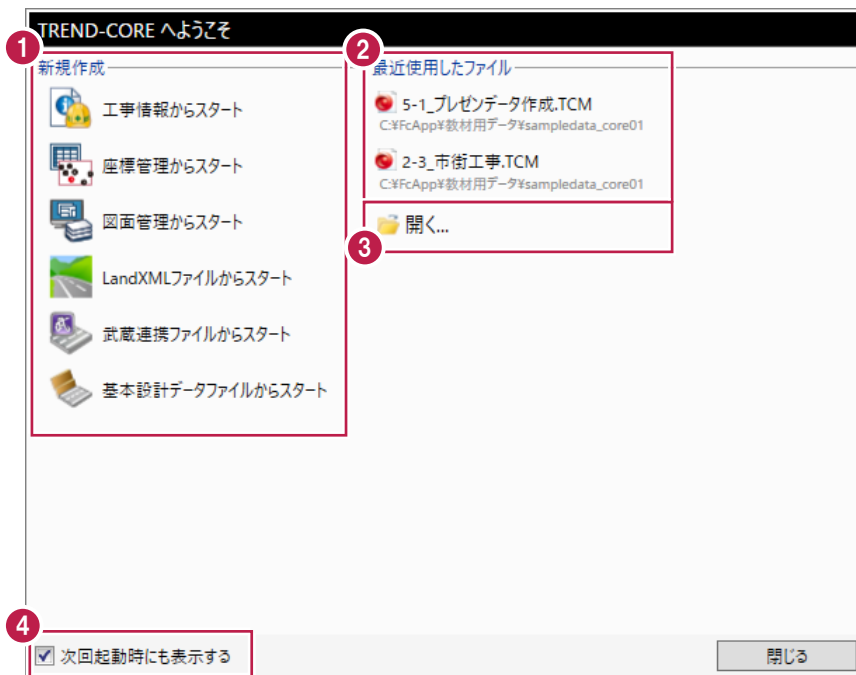 TREND-CORE へようこそ
1
新規作成
工事情報からスタート
座標管理からスタート
図面管理からスタート
LandXMLファイルからスタート
武蔵連携ファイルからスタート
基本設計データファイルからスタート
2
最近使用したファイル
5-1_プレゼンデータ作成.TCM
C:¥FcApp¥教材用データ¥sampledata_core01
2-3_市街工事.TCM
C:¥FcApp¥教材用データ¥sampledata_core01
3
開く...
4
次回起動時にも表示する
閉じる